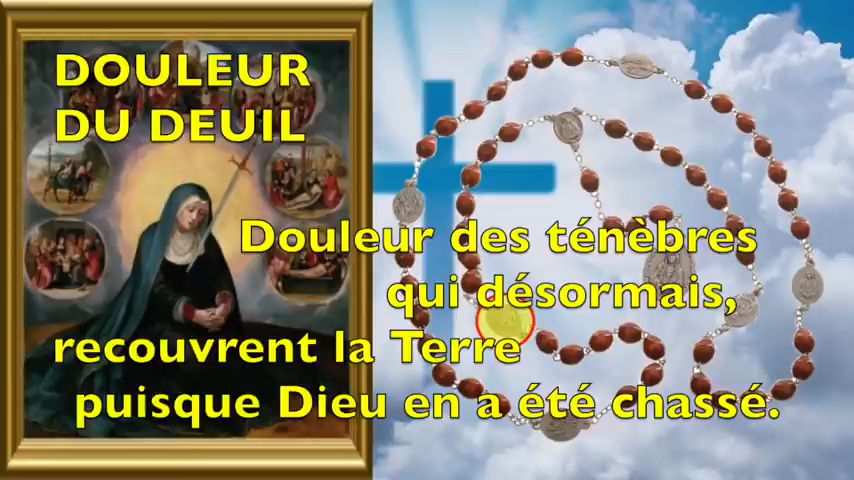 DOULEUR
DU DEUIL
Douleur des ténèbres
qui désormais,
recouvrent la Terre
puisque Dieu en a été chassé.